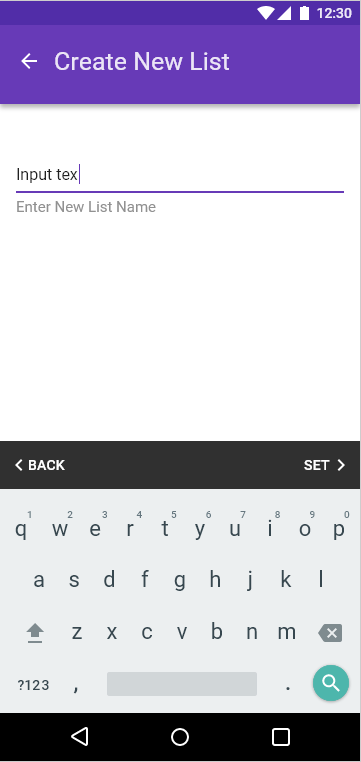 12:30
Create New List
Input tex
Enter New List Name
BACK SET
1 2 3 4 5 6 7 8 9 0
q w e r t y u i o p
a s d f g h j k l
z x c v b n m
?123 , .